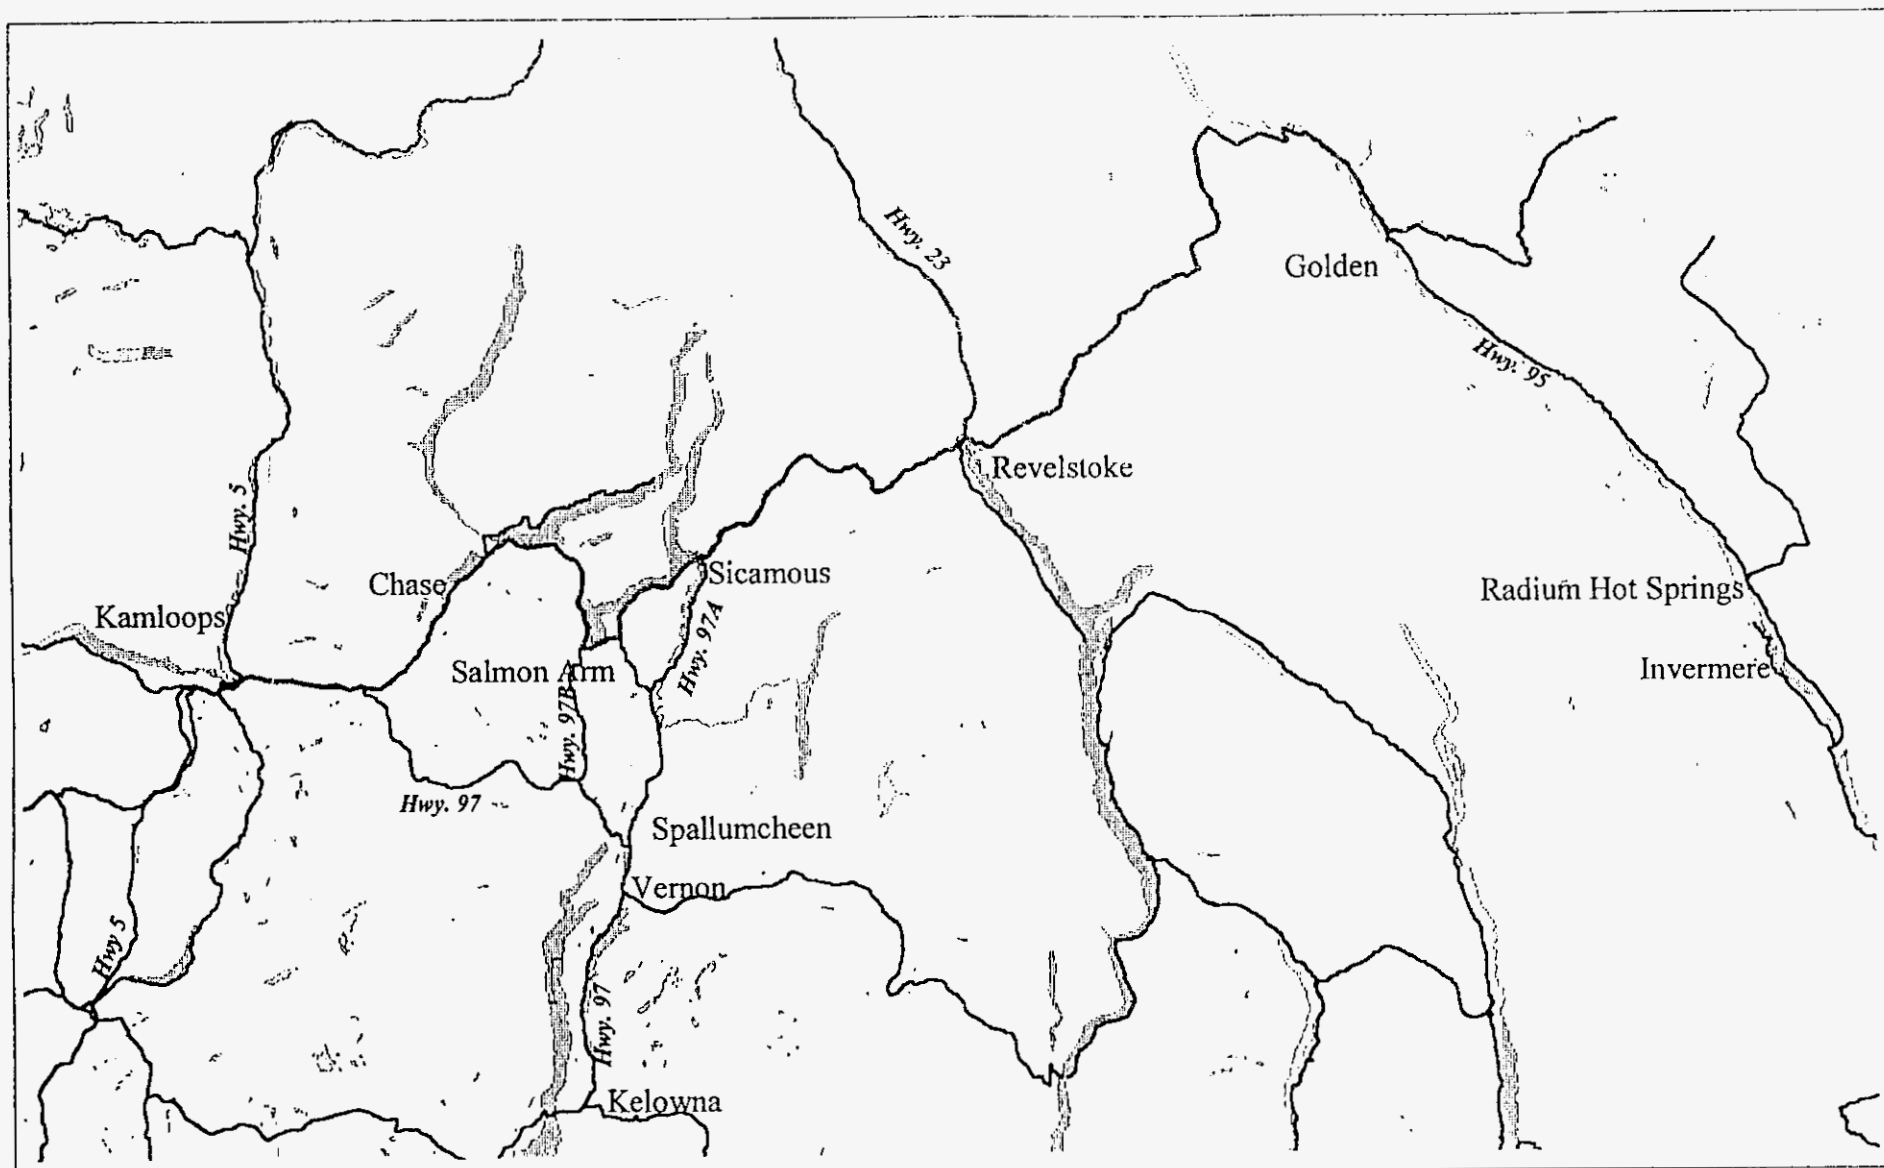 Hwy. 23
Golden
Hwy. 95
Revelstoke
Hwy. 5
Chase
Sicamous
Radium Hot Springs
Kamloops
Hwy. 97A
Invermere
Salmon Arm
Hwy. 97B
Hwy. 97
Spallumcheen
Vernon
Hwy 5
Hwy. 97
Kelowna